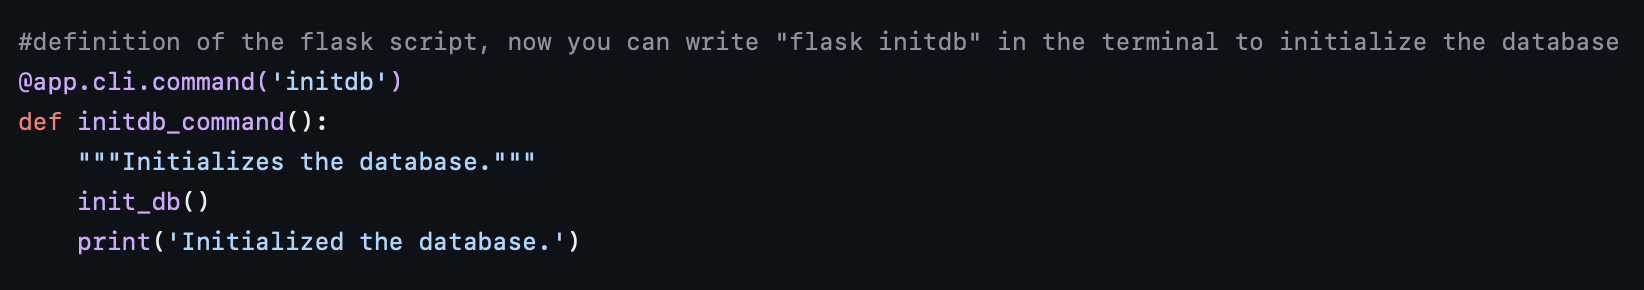 #definition of the flask script, now you can write "flask initdb" in the terminal to initialize the database
@app.cli.command('initdb')
def initdb_command():
    """Initializes the database."""
    init_db()
    print('Initialized the database.')